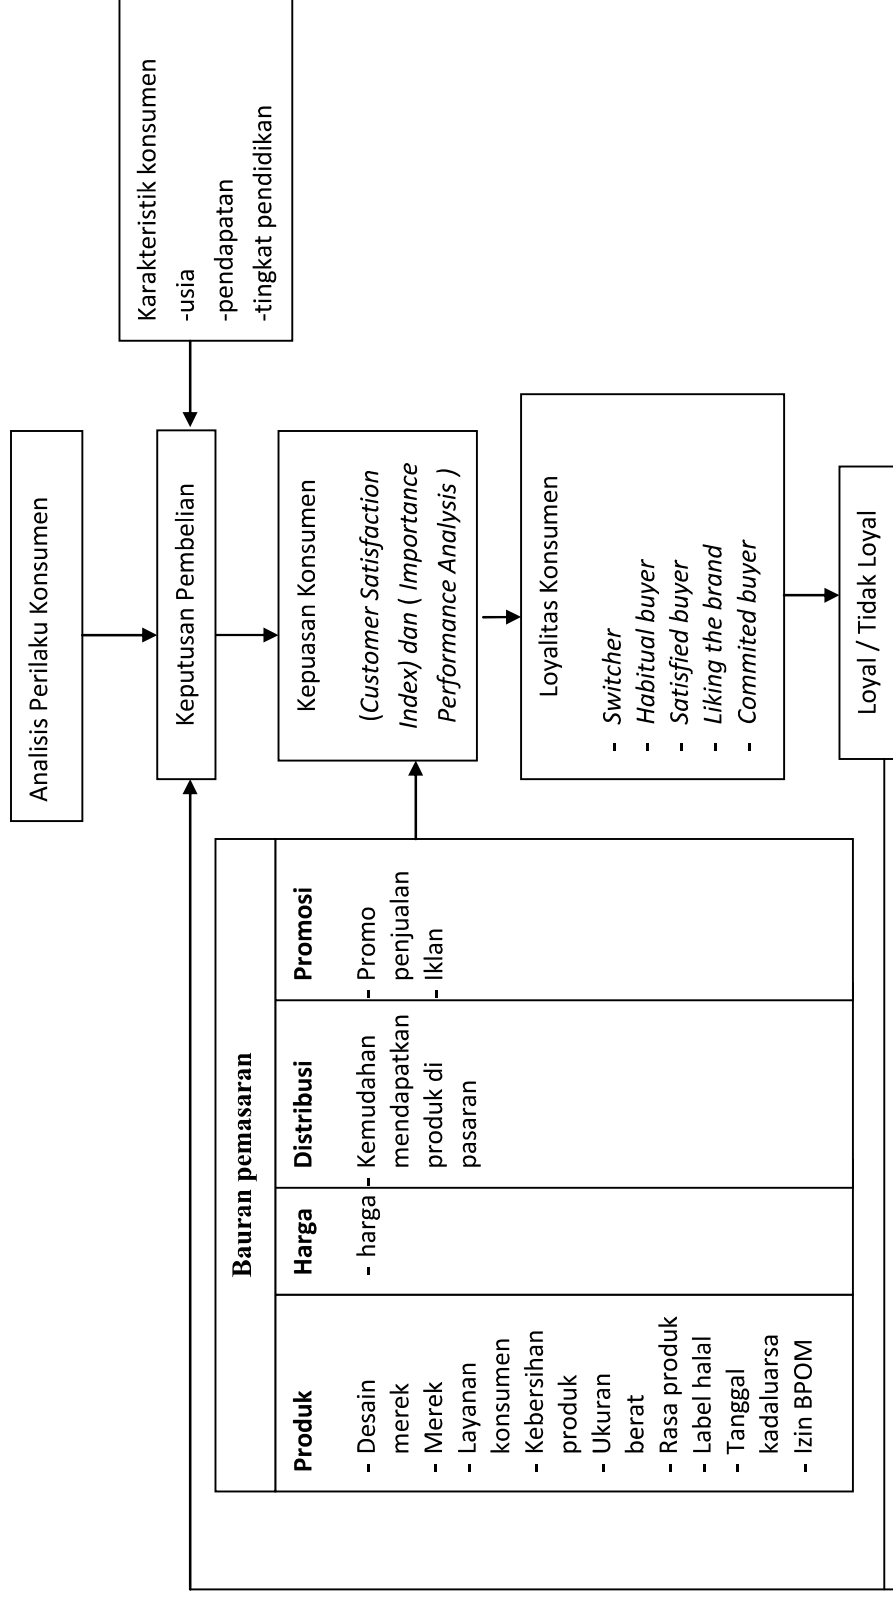 Analisis Perilaku Konsumen
Keputusan Pembelian
Karakteristik konsumen
-usia
-pendapatan
-tingkat pendidikan
Kepuasan Konsumen
(Customer Satisfaction
Index) dan ( Importance
Performance Analysis )
Loyalitas Konsumen
- Switcher
- Habitual buyer
- Satisfied buyer
- Liking the brand
- Commited buyer
Loyal / Tidak Loyal
Bauran pemasaran
Produk
- Desain
merek
- Merek
- Layanan
konsumen
- Kebersihan
produk
- Ukuran
berat
- Rasa produk
- Label halal
- Tanggal
kadaluarsa
- Izin BPOM
Harga
- harga
Distribusi
- Kemudahan
mendapatkan
produk di
pasaran
Promosi
- Promo
penjualan
- Iklan